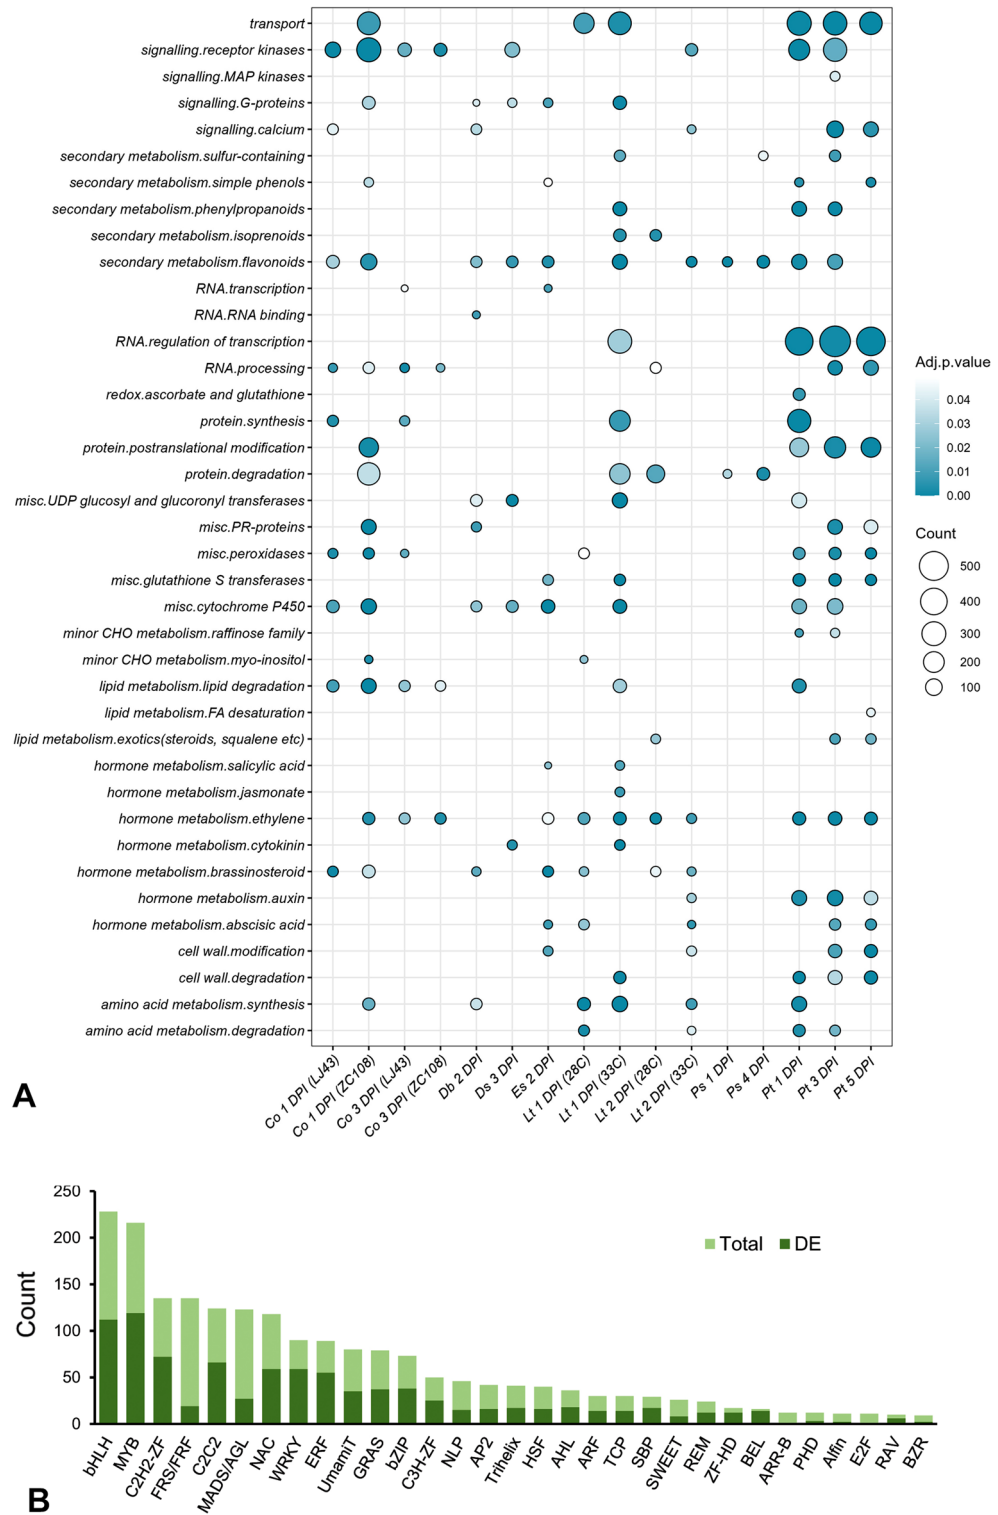 transport
signalling.receptor kinases
signalling.MAP kinases
signalling.G-proteins
signalling.calcium
secondary metabolism.sulfur-containing
secondary metabolism.simple phenols
secondary metabolism.phenylpropanoids
secondary metabolism.isoprenoids
secondary metabolism.flavonoids
RNA.transcription
RNA.RNA binding
RNA.regulation of transcription
RNA.processing
redox.ascorbate and glutathione
protein.synthesis
protein.postranslational modification
protein.degradation
misc.UDP glucosyl and glucoronyl transferases
misc.PR-proteins
misc.peroxidases
misc.glutathione S transferases
misc.cytochrome P450
minor CHO metabolism.raffinose family
minor CHO metabolism.myo-inositol
lipid metabolism.lipid degradation
lipid metabolism.FA desaturation
lipid metabolism.exotics(steroids, squalene etc)
hormone metabolism.salicylic acid
hormone metabolism.jasmonate
hormone metabolism.ethylene
hormone metabolism.cytokinin
hormone metabolism.brassinosteroid
hormone metabolism.auxin
hormone metabolism.abscisic acid
cell wall.modification
cell wall.degradation
amino acid metabolism.synthesis
amino acid metabolism.degradation
Co 1 DPI (LJ43)
Co 1 DPI (ZC108)
Co 3 DPI (LJ43)
Co 3 DPI (ZC108)
Db 2 DPI
Ds 3 DPI
Es 2 DPI
Lt 1 DPI (28C)
Lt 1 DPI (33C)
Lt 2 DPI (28C)
Lt 2 DPI (33C)
Ps 1 DPI
Ps 4 DPI
Pt 1 DPI
Pt 3 DPI
Pt 5 DPI
Adj.p.value
0.04
0.03
0.02
0.01
0.00
Count
500
400
300
200
100
A
250
200
150
100
50
0
Count
Total
DE
bHLH
MYB
C2H2-ZF
FRS/FRF
C2C2
MADS/AGL
NAC
WRKY
ERF
UnamiT
GRAS
bZIP
C3H-ZF
NLP
AP2
Trihelix
HSF
AHL
ARF
TCP
SBP
SWEET
REM
ZF-HD
BEL
ARR-B
PHD
Alfin
E2F
RAV
BZR
B